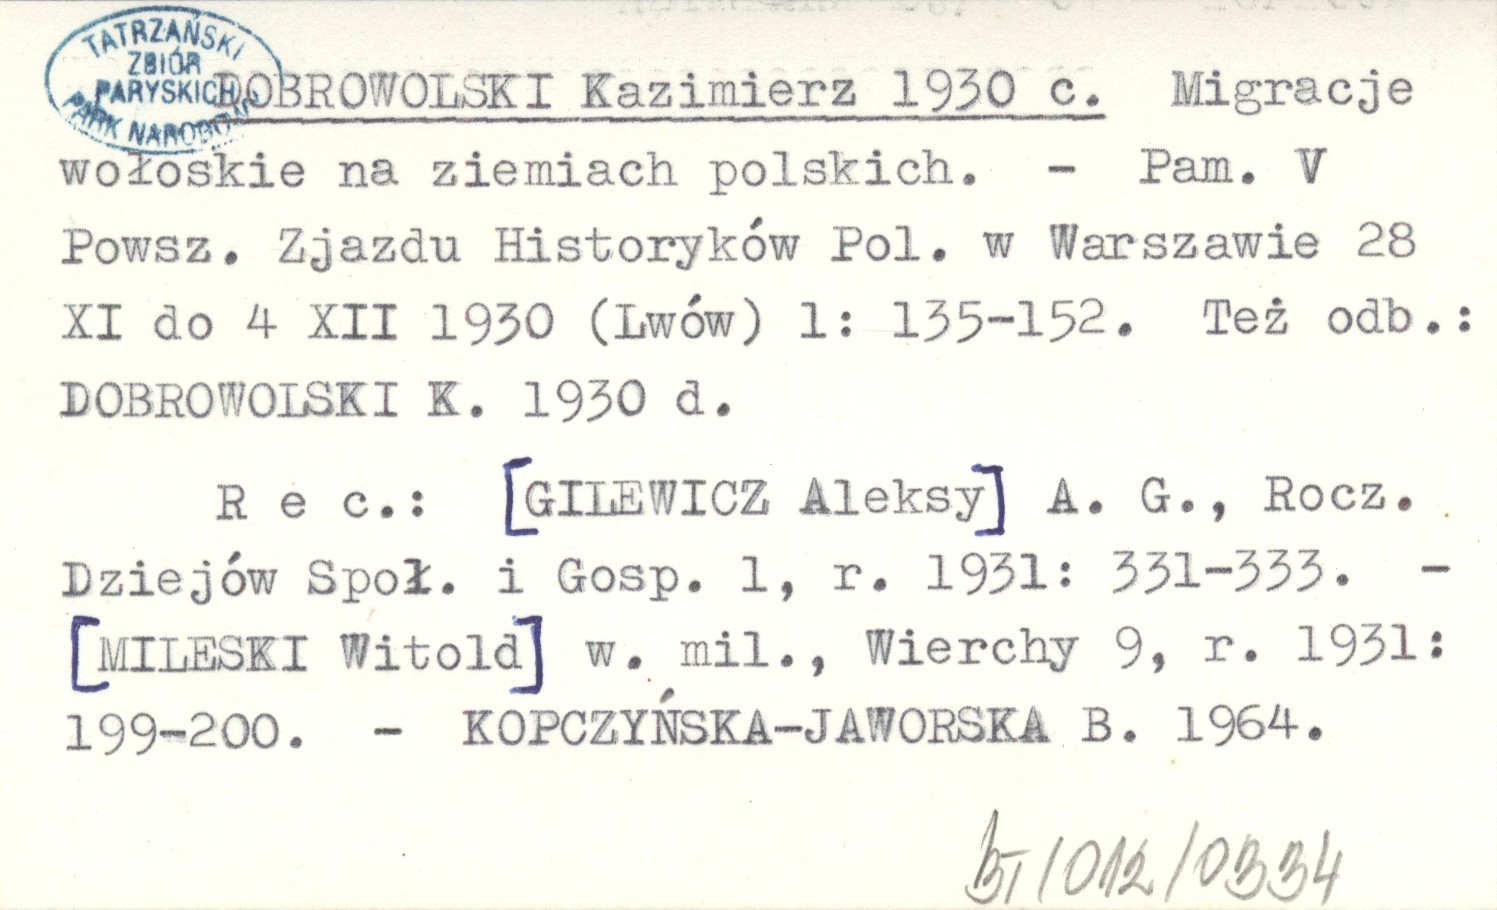 TATRZAŃSKI
ZBIÓR
PARYSKICH
PARK NARODOWY
DOBROWOLSKI Kazimierz 1930 c. Migracje
wołoskie na ziemiach polskich. - Pam. V
Powsz. Zjazdu Historyków Pol. w Warszawie 28
XI do 4 XII 1930 (Lwów) 1: 135-152. Też odb.:
DOBROWOLSKI K. 1930 d.
R e c.: [GILEWICZ Aleksy] A. G., Rocz.
Dziejów Społ. i Gosp. 1, r. 1931: 331-333. -
[MILESKI Witold] w. mil., Wierchy 9, r. 1931:
199-200. - KOPCZYŃSKA-JAWORSKA B. 1964.
BT/012/0334